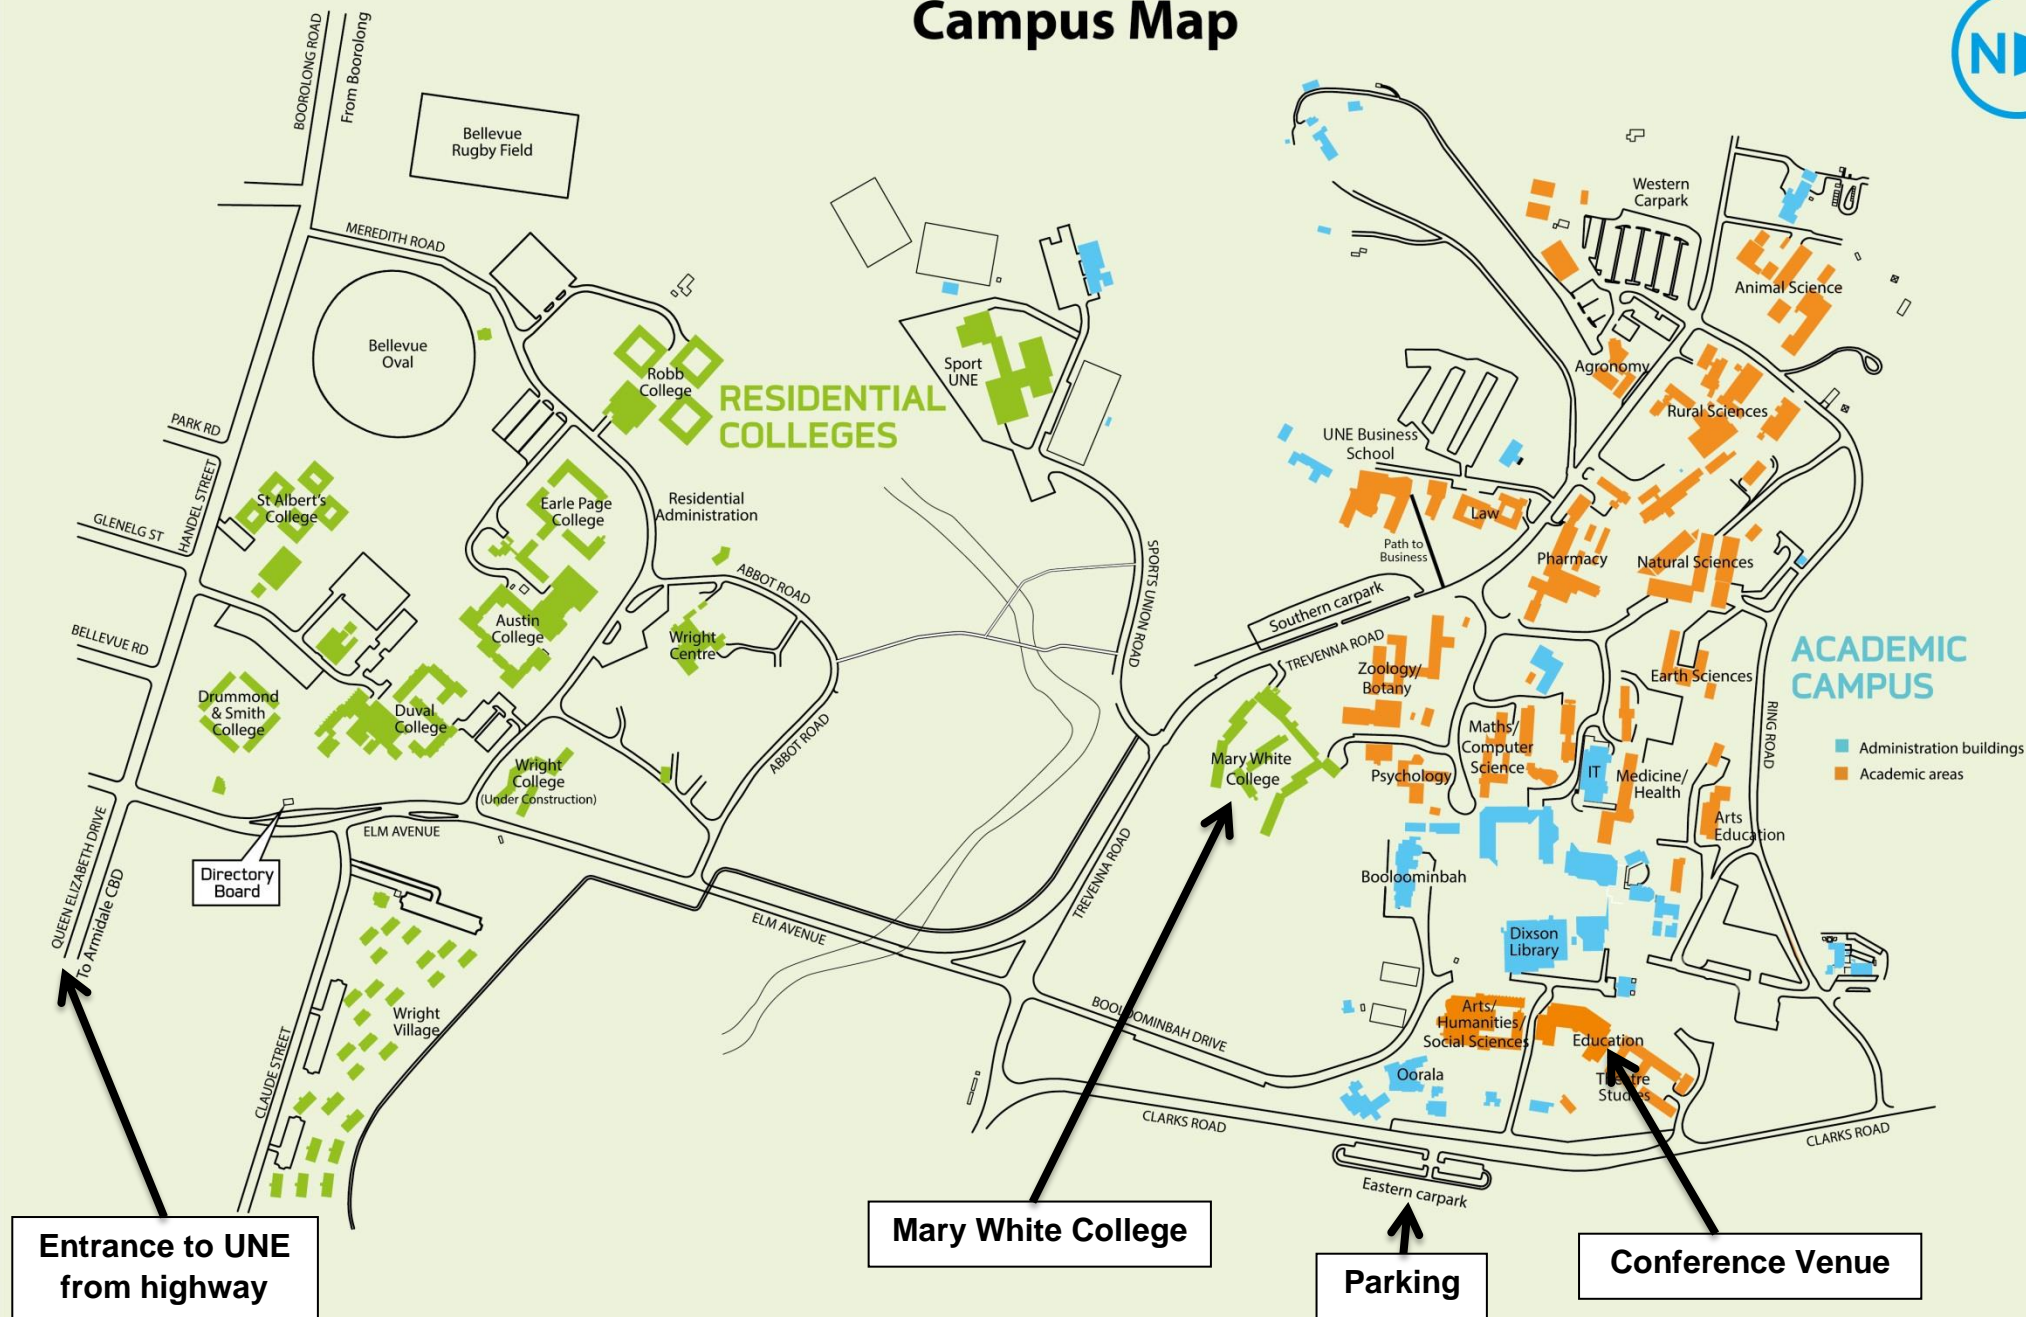 Campus Map
N
BOOROLONG ROAD
From Boorolong
Bellevue
Rugby Field
MEREDITH ROAD
Bellevue
Oval
Robb
College
RESIDENTIAL
COLLEGES
Sport
UNE
Western
Carpark
Animal Science
Agronomy
Rural Sciences
UNE Business
School
Law
Path to
Business
Pharmacy
Natural Sciences
PARK RD
HANDEL STREET
GLENELG ST
St Albert's
College
Earle Page
College
Residential
Administration
ABBOT ROAD
SPORTS UNION ROAD
Southern carpark
TREVENNA ROAD
BELLEVUE RD
Austin
College
Wright
Centre
Zoology/
Botany
Earth Sciences
ACADEMIC
CAMPUS
Drummond
& Smith
College
Duval
College
ABBOT ROAD
Mary White
College
Maths/
Computer
Science
Psychology
IT
Medicine/
Health
RING ROAD
Administration buildings
Academic areas
Wright
College
(Under Construction)
ELM AVENUE
Directory
Board
QUEEN ELIZABETH DRIVE
To Armidale CBD
TREVENNA ROAD
Arts
Education
Booloominbah
ELM AVENUE
Dixson
Library
Wright
Village
CLAUDE STREET
BOOLOOMINBAH DRIVE
Arts/
Humanities/
Social Sciences
Education
Theatre
Studies
Oorala
CLARKS ROAD
CLARKS ROAD
Eastern carpark
Entrance to UNE
from highway
Mary White College
Parking
Conference Venue